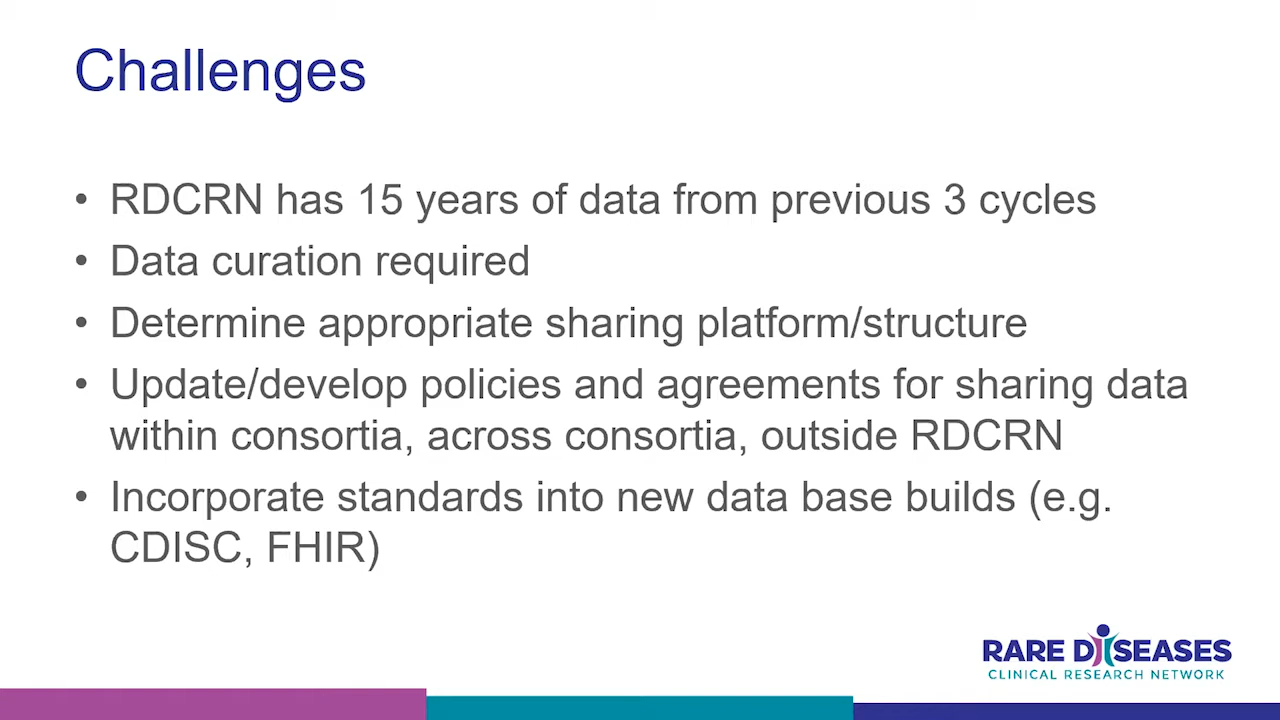 Challenges
• RDCRN has 15 years of data from previous 3 cycles
• Data curation required
• Determine appropriate sharing platform/structure
• Update/develop policies and agreements for sharing data
within consortia, across consortia, outside RDCRN
• Incorporate standards into new data base builds (e.g.
CDISC, FHIR)
RARE DISEASES
CLINICAL RESEARCH NETWORK